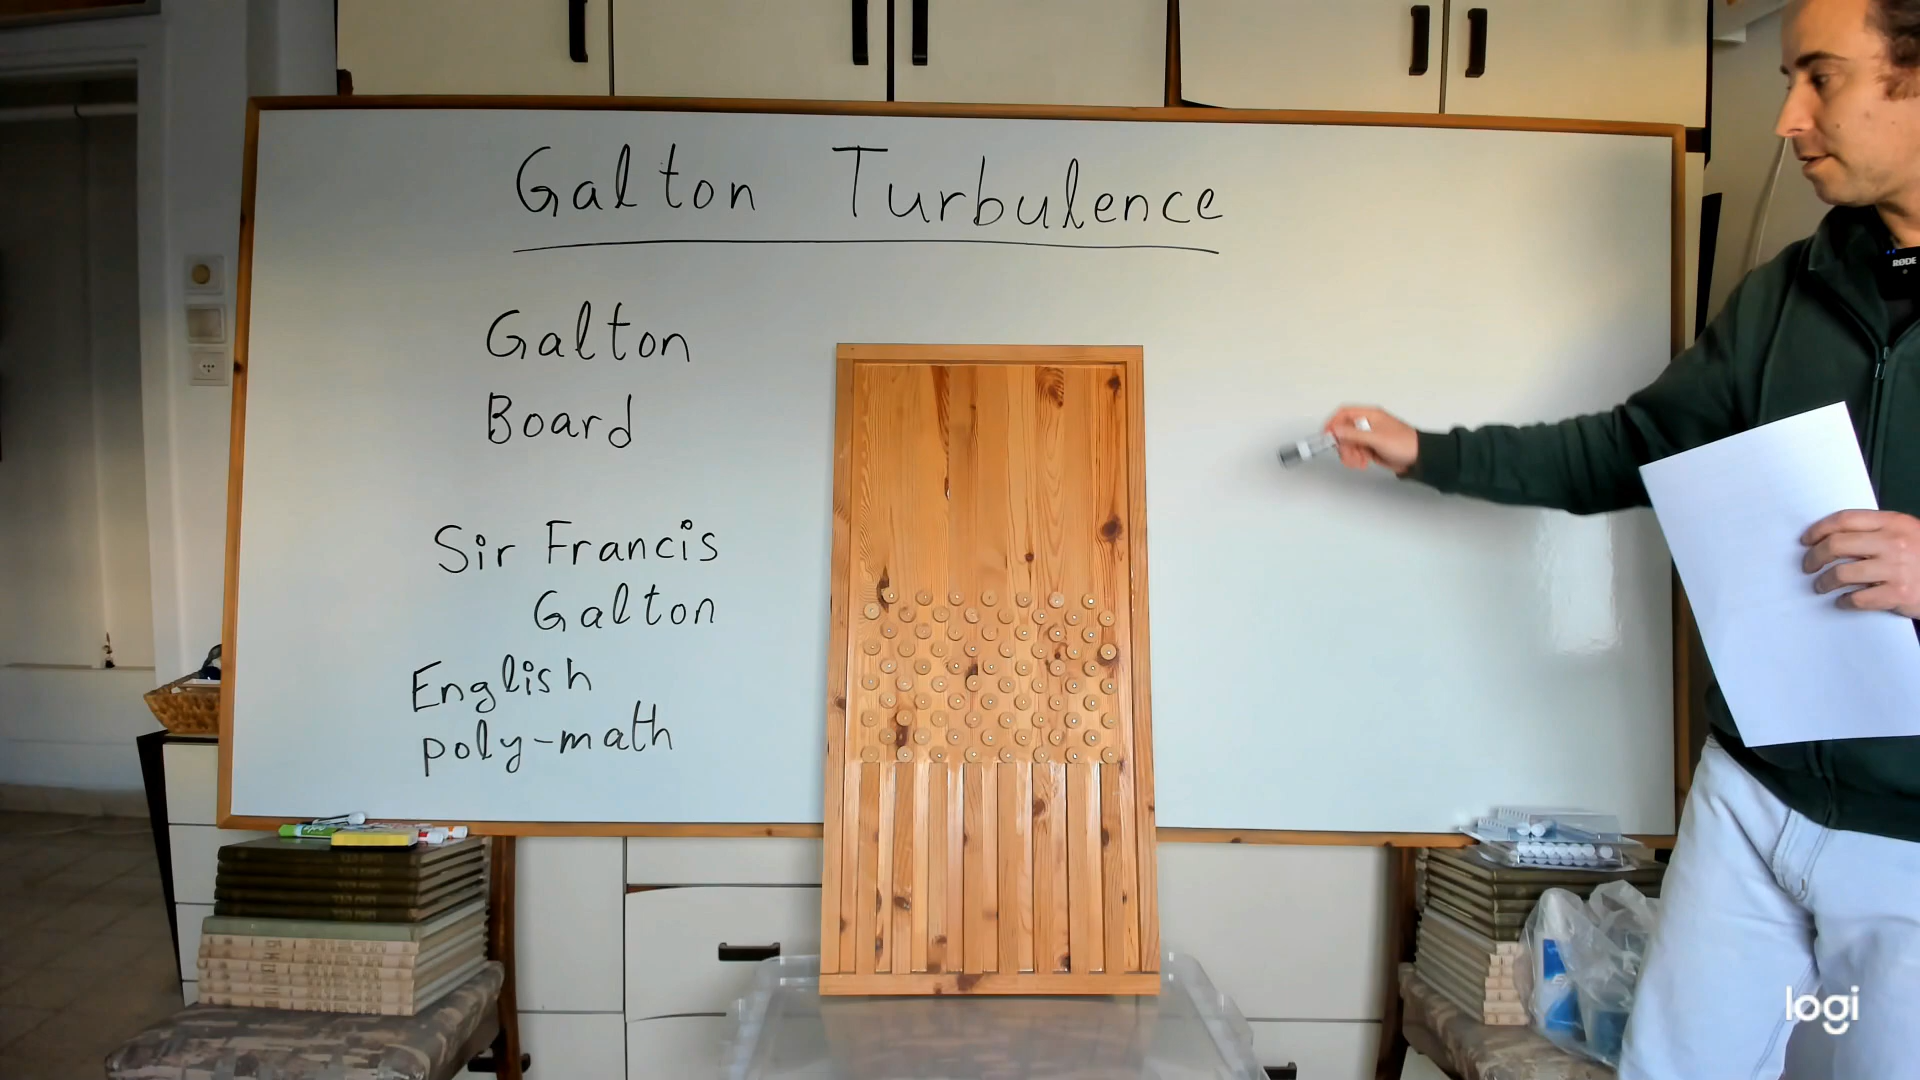 Galton Turbulence
Galton
Board
Sir Francis
Galton
English
poly-math
RØDE
logi